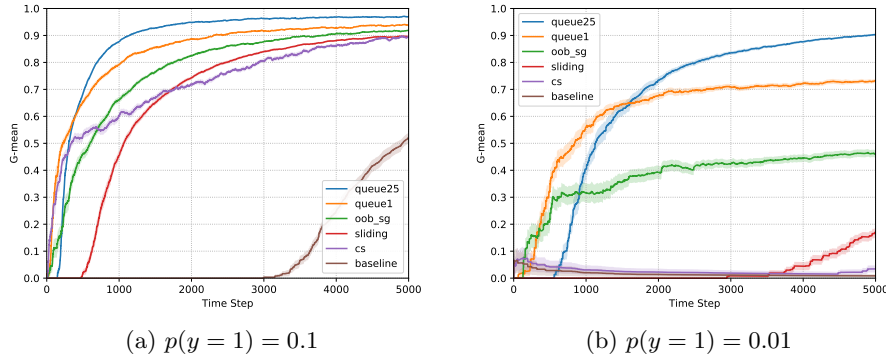 1.0
0.9
0.8
0.7
0.6
0.5
0.4
0.3
0.2
0.1
0.0
G-mean
0 1000 2000 3000 4000 5000
Time Step
queue25
queue1
oob_sg
sliding
cs
baseline
(a) p(y = 1) = 0.1
1.0
0.9
0.8
0.7
0.6
0.5
0.4
0.3
0.2
0.1
0.0
G-mean
0 1000 2000 3000 4000 5000
Time Step
queue25
queue1
oob_sg
sliding
cs
baseline
(b) p(y = 1) = 0.01